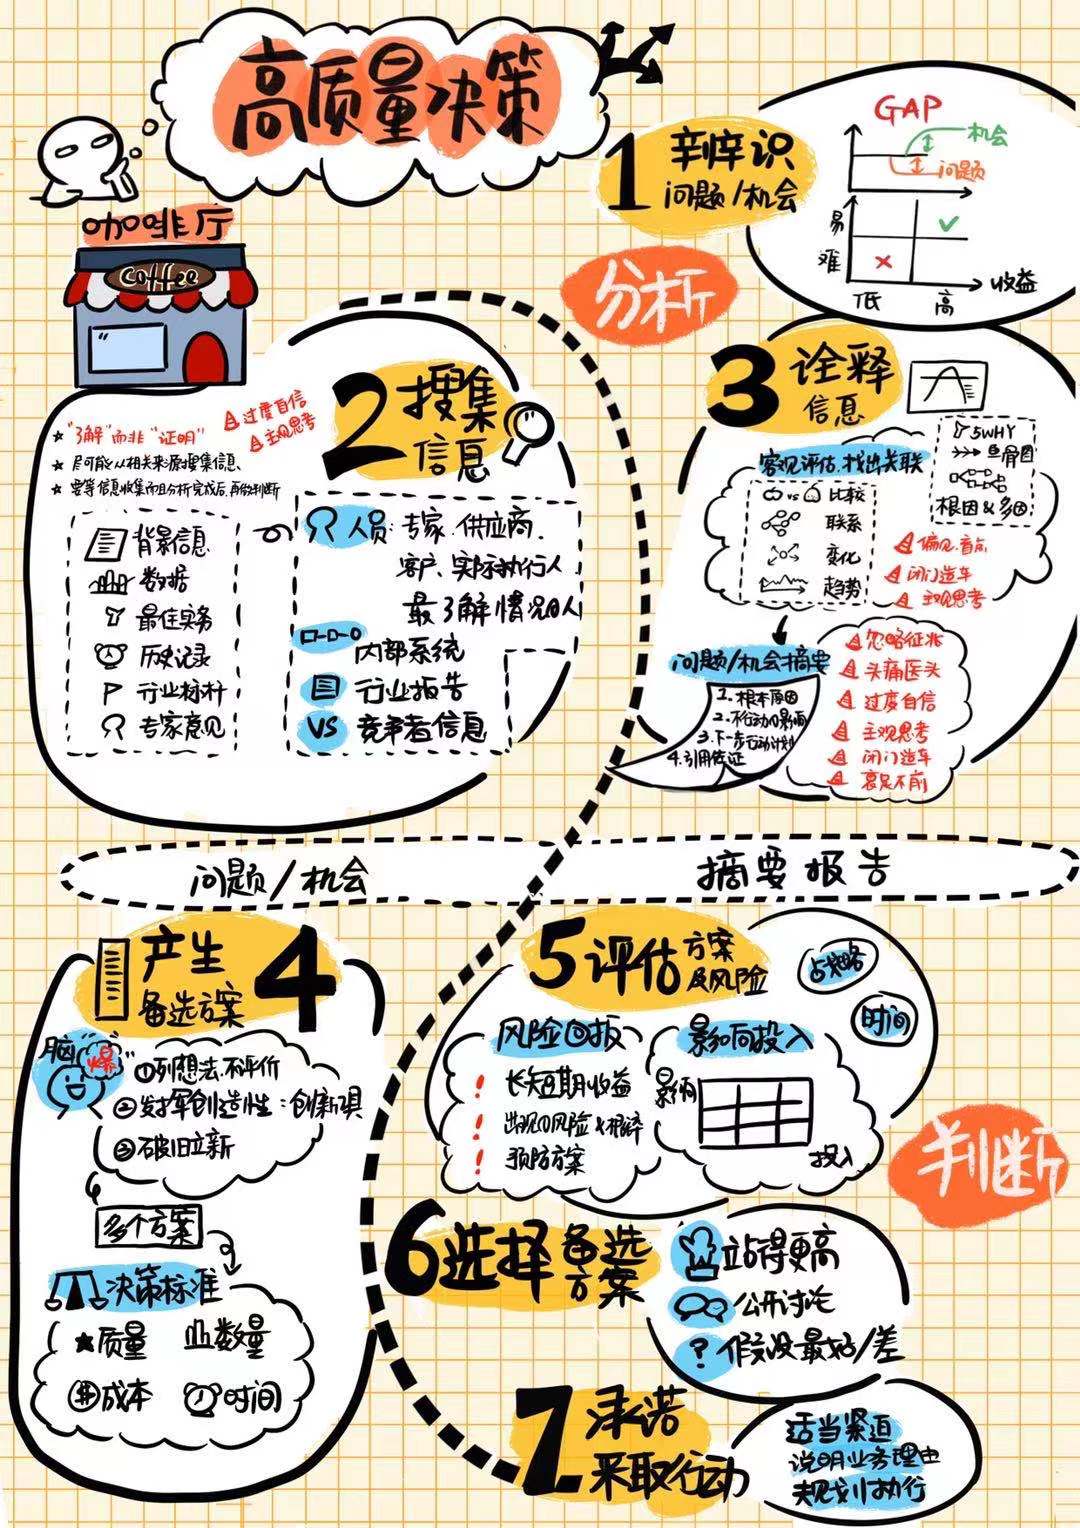 高质量决策
咖啡厅
coffee
1 辨识
问题/机会
GAP
机会
问题
易
难
低
高
收益
分析
2 搜集
信息
"了解"而非"证明"
过度自信
主观思考
尽可能从相关来源搜集信息
要等信息收集而且分析完成后,再做判断
背景信息
数据
最佳实务
历史记录
行业标杆
专家意见
人员:专家.供应商.
客户、实际执行人
最了解情况的人
内部系统
行业报告
VS 竞争者信息
3 诠释
信息
客观评估.找出关联
vs 比较
联系
变化
趋势
5WHY
鱼骨图
根因&多因
偏见.盲点
闭门造车
主观思考
问题/机会摘要
1.根本原因
2.不行动的影响
3.下一步行动计划
4.引用佐证
忽略征兆
头痛医头
过度自信
主观思考
闭门造车
裹足不前
问题/机会
摘要报告
4 产生
备选方案
脑爆
①列想法.不评价
②发挥创造性:创新
③破旧立新
多个方案
决策标准
质量
数量
成本
时间
5 评估方案
及风险
战略
时间
风险回报
长短期收益
出现的风险&
预防方案
影响投入
影响
投入
判断
6 选择备选
方案
站得更高
公开讨论
? 假设最好/差
7 承诺
采取行动
适当紧迫
说明业务理由
规划执行